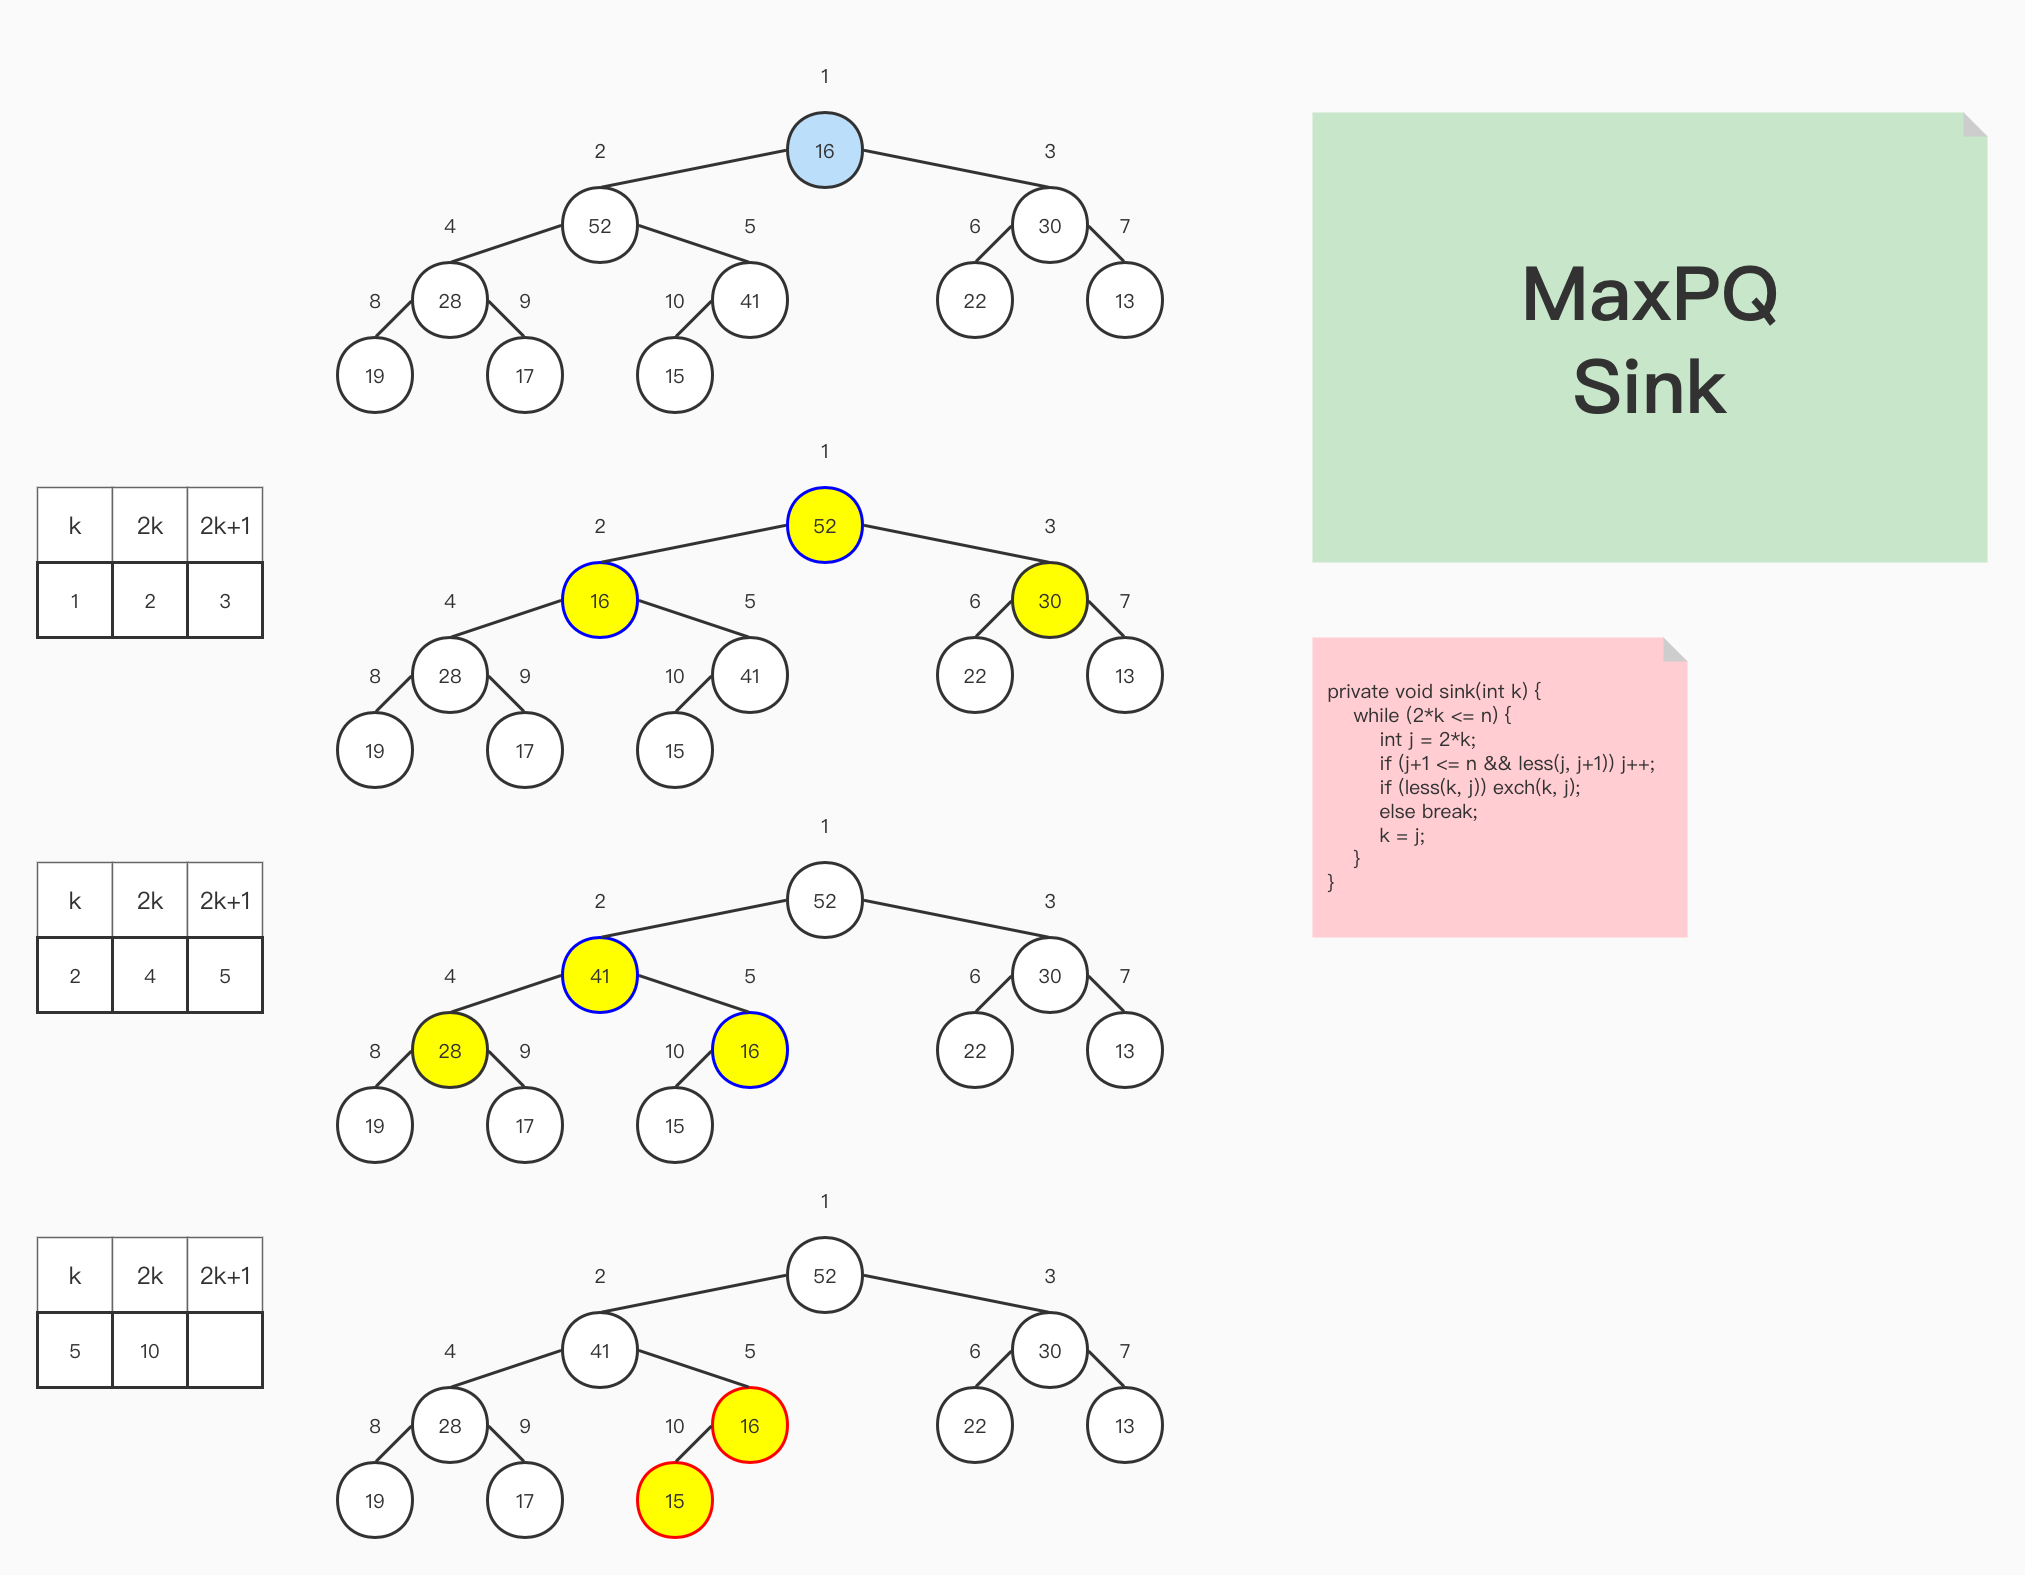 1
2 16 3
4 52 5 6 30 7
8 28 9 10 41 22 13
19 17 15
MaxPQ
Sink
1
k 2k 2k+1
2 52 3
1 2 3
4 16 5 6 30 7
8 28 9 10 41 22 13
19 17 15
private void sink(int k) {
while (2*k <= n) {
int j = 2*k;
if (j+1 <= n && less(j, j+1)) j++;
if (less(k, j)) exch(k, j);
else break;
k = j;
}
}
1
k 2k 2k+1
2 52 3
2 4 5
4 41 5 6 30 7
8 28 9 10 16 22 13
19 17 15
1
k 2k 2k+1
2 52 3
5 10
4 41 5 6 30 7
8 28 9 10 16 22 13
19 17 15